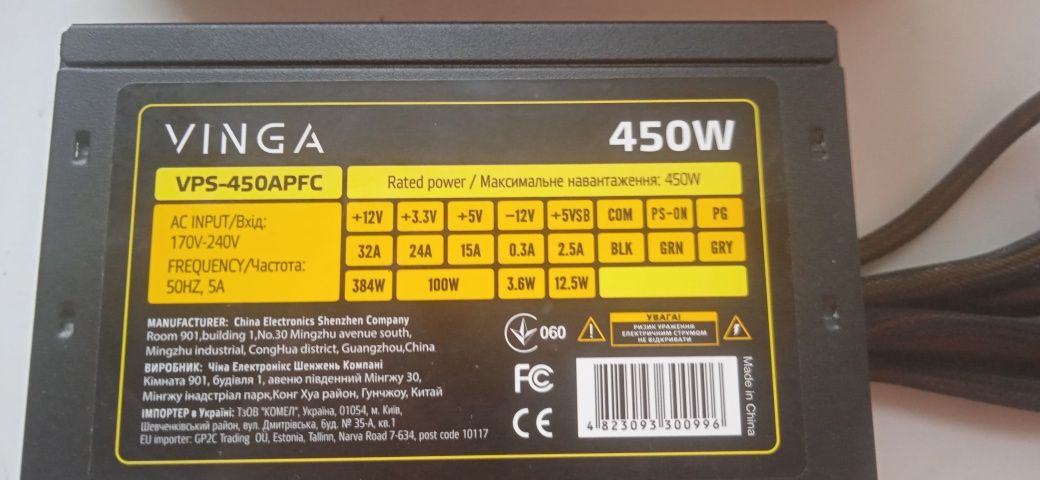 VINGA
450W
VPS-450APFC
Rated power / Максимальне навантаження: 450W
AC INPUT/Вхід:
170V-240V
FREQUENCY/Частота:
50HZ, 5A
+12V +3.3V +5V -12V +5VSB COM PS-ON PG
32A 24A 15A 0.3A 2.5A BLK GRN GRY
384W 100W 3.6W 12.5W
MANUFACTURER: China Electronics Shenzhen Company
Room 901,building 1,No.30 Mingzhu avenue south,
Mingzhu industrial, CongHua district, Guangzhou,China
ВИРОБНИК: Чіна Електронікс Шенжень Компані
Кімната 901, будівля 1, авеню південний Мінгжу 30,
Мінгжу індастріал парк,Конг Хуа район, Гунчжоу, Китай
ІМПОРТЕР в Україні: ТзОВ "КОМЕЛ", Україна, 01054, м. Київ,
Шевченківський район, вул. Дмитрівська, буд. № 35-А, кв.1
EU importer: GP2C Trading OÜ, Estonia, Tallinn, Narva Road 7-634, post code 10117
060
УВАГА!
РИЗИК УРАЖЕННЯ
ЕЛЕКТРИЧНИМ СТРУМОМ
НЕ ВІДКРИВАТИ
FC
CE
4 823093 300996
Made in China